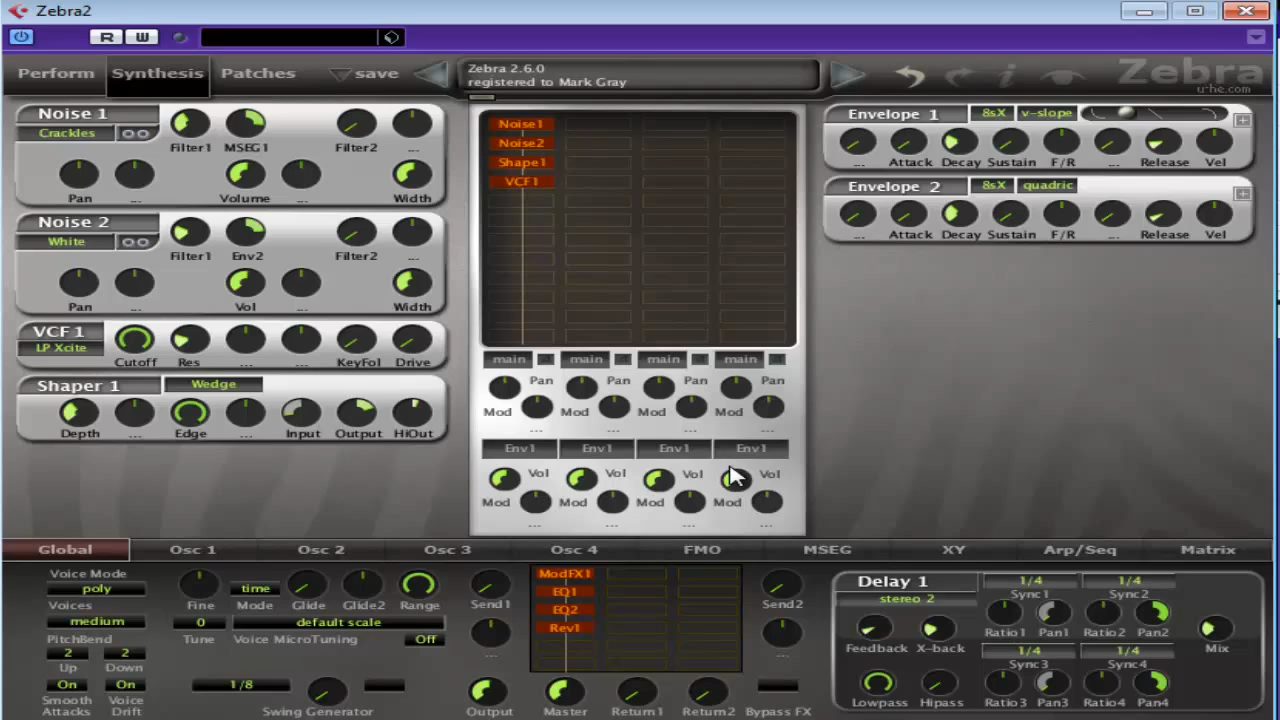 Zebra2
R W
Perform Synthesis Patches save
Zebra 2.6.0
registered to Mark Gray
Zebra
u-he.com
Noise 1
Crackles
Filter1 MSEG1 Filter2 ...
Pan ... Volume ... Width
Noise 2
White
Filter1 Env2 Filter2 ...
Pan ... Vol ... Width
VCF 1
LP Xcite
Cutoff Res ... ... KeyFol Drive
Shaper 1 Wedge
Depth ... Edge ... Input Output HiOut
Noise1
Noise2
Shape1
VCF1
main main main main
Pan Pan Pan Pan
Mod Mod Mod Mod
... ... ... ...
Env1 Env1 Env1 Env1
Vol Vol Vol Vol
Mod Mod Mod Mod
... ... ... ...
Envelope 1 8sX v-slope
... Attack Decay Sustain F/R ... Release Vel
Envelope 2 8sX quadric
... Attack Decay Sustain F/R ... Release Vel
Global Osc 1 Osc 2 Osc 3 Osc 4 FMO MSEG XY Arp/Seq Matrix
Voice Mode
poly
Voices
medium
PitchBend
2 2
Up Down
On On
Smooth Attacks
Voice Drift
time
Fine Mode Glide Glide2 Range
0 default scale
Tune Voice MicroTuning Off
1/8
Swing Generator
Send1
...
Output
ModFX1
EQ1
EQ2
Rev1
Master Return1 Return2 Bypass FX
Send2
...
Delay 1
stereo 2
1/4 1/4
Sync1 Sync2
Feedback X-back Ratio1 Pan1 Ratio2 Pan2 Mix
1/4 1/4
Sync3 Sync4
Lowpass Hipass Ratio3 Pan3 Ratio4 Pan4